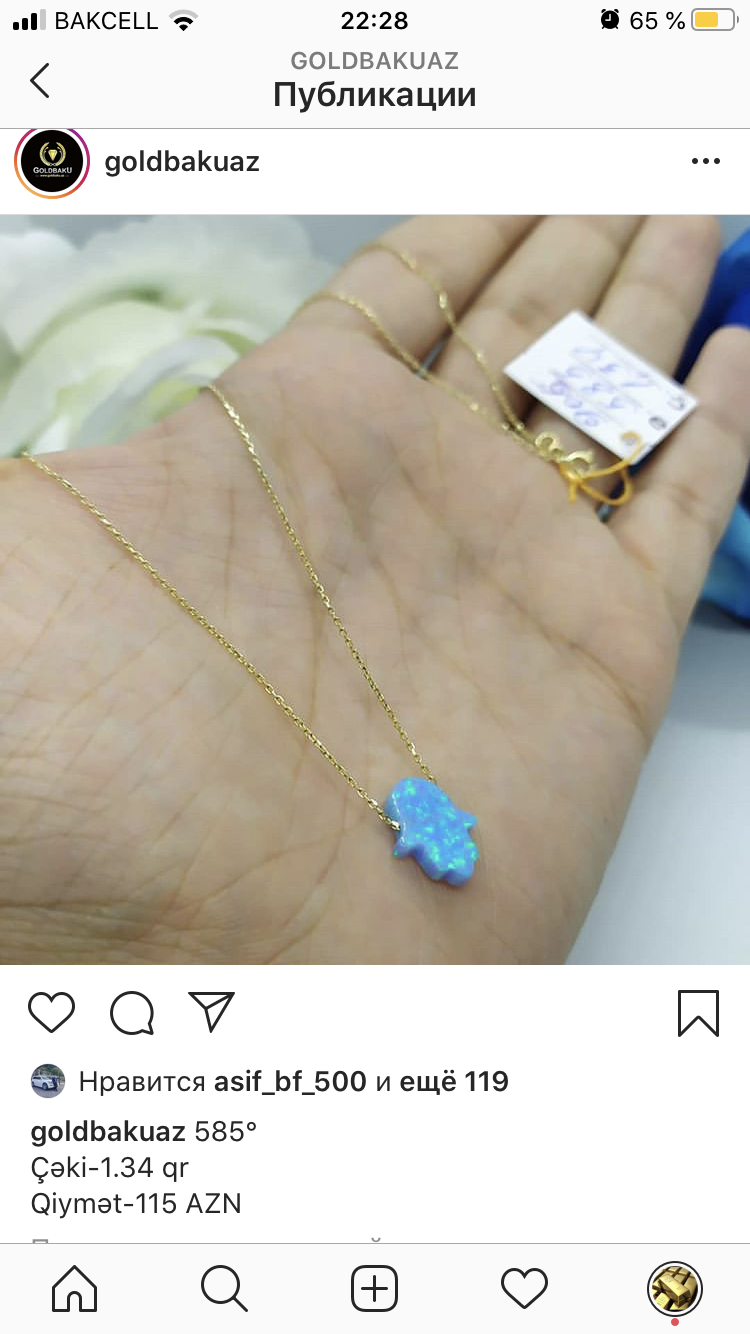 BAKCELL 22:28 65 %
GOLDBAKUAZ
Публикации
GOLDBAKU
goldbakuaz
Нравится asif_bf_500 и ещё 119
goldbakuaz 585°
Çəki-1.34 qr
Qiymət-115 AZN